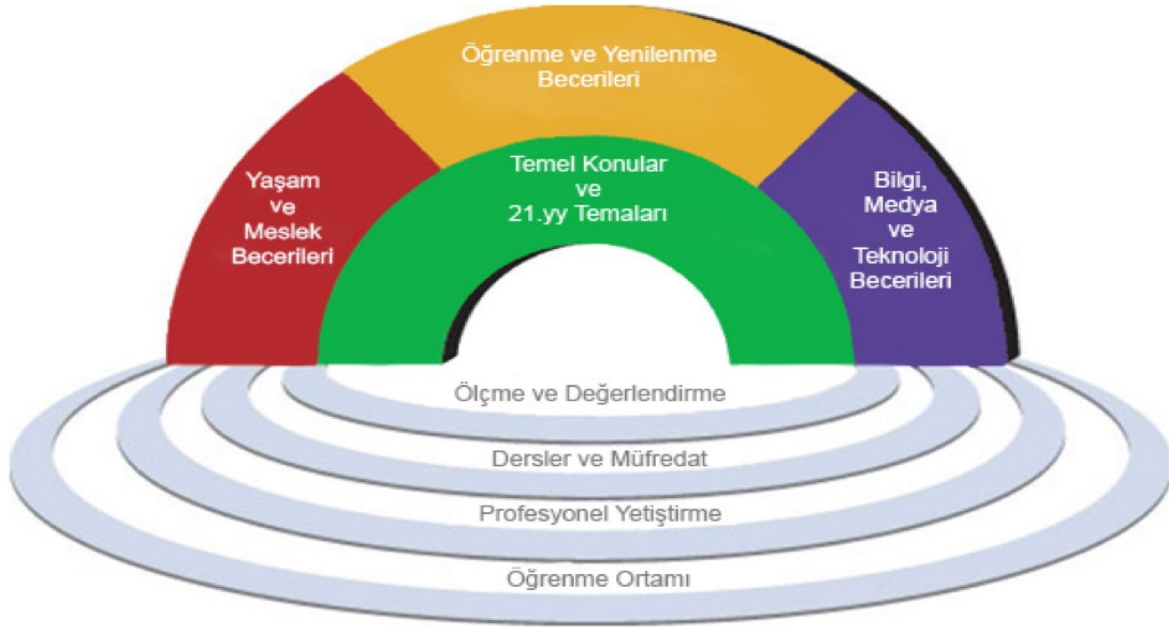 Öğrenme ve Yenilenme
Becerileri
Yaşam
ve
Meslek
Becerileri
Temel Konular
ve
21.yy Temaları
Bilgi,
Medya
ve
Teknoloji
Becerileri
Ölçme ve Değerlendirme
Dersler ve Müfredat
Profesyonel Yetiştirme
Öğrenme Ortamı